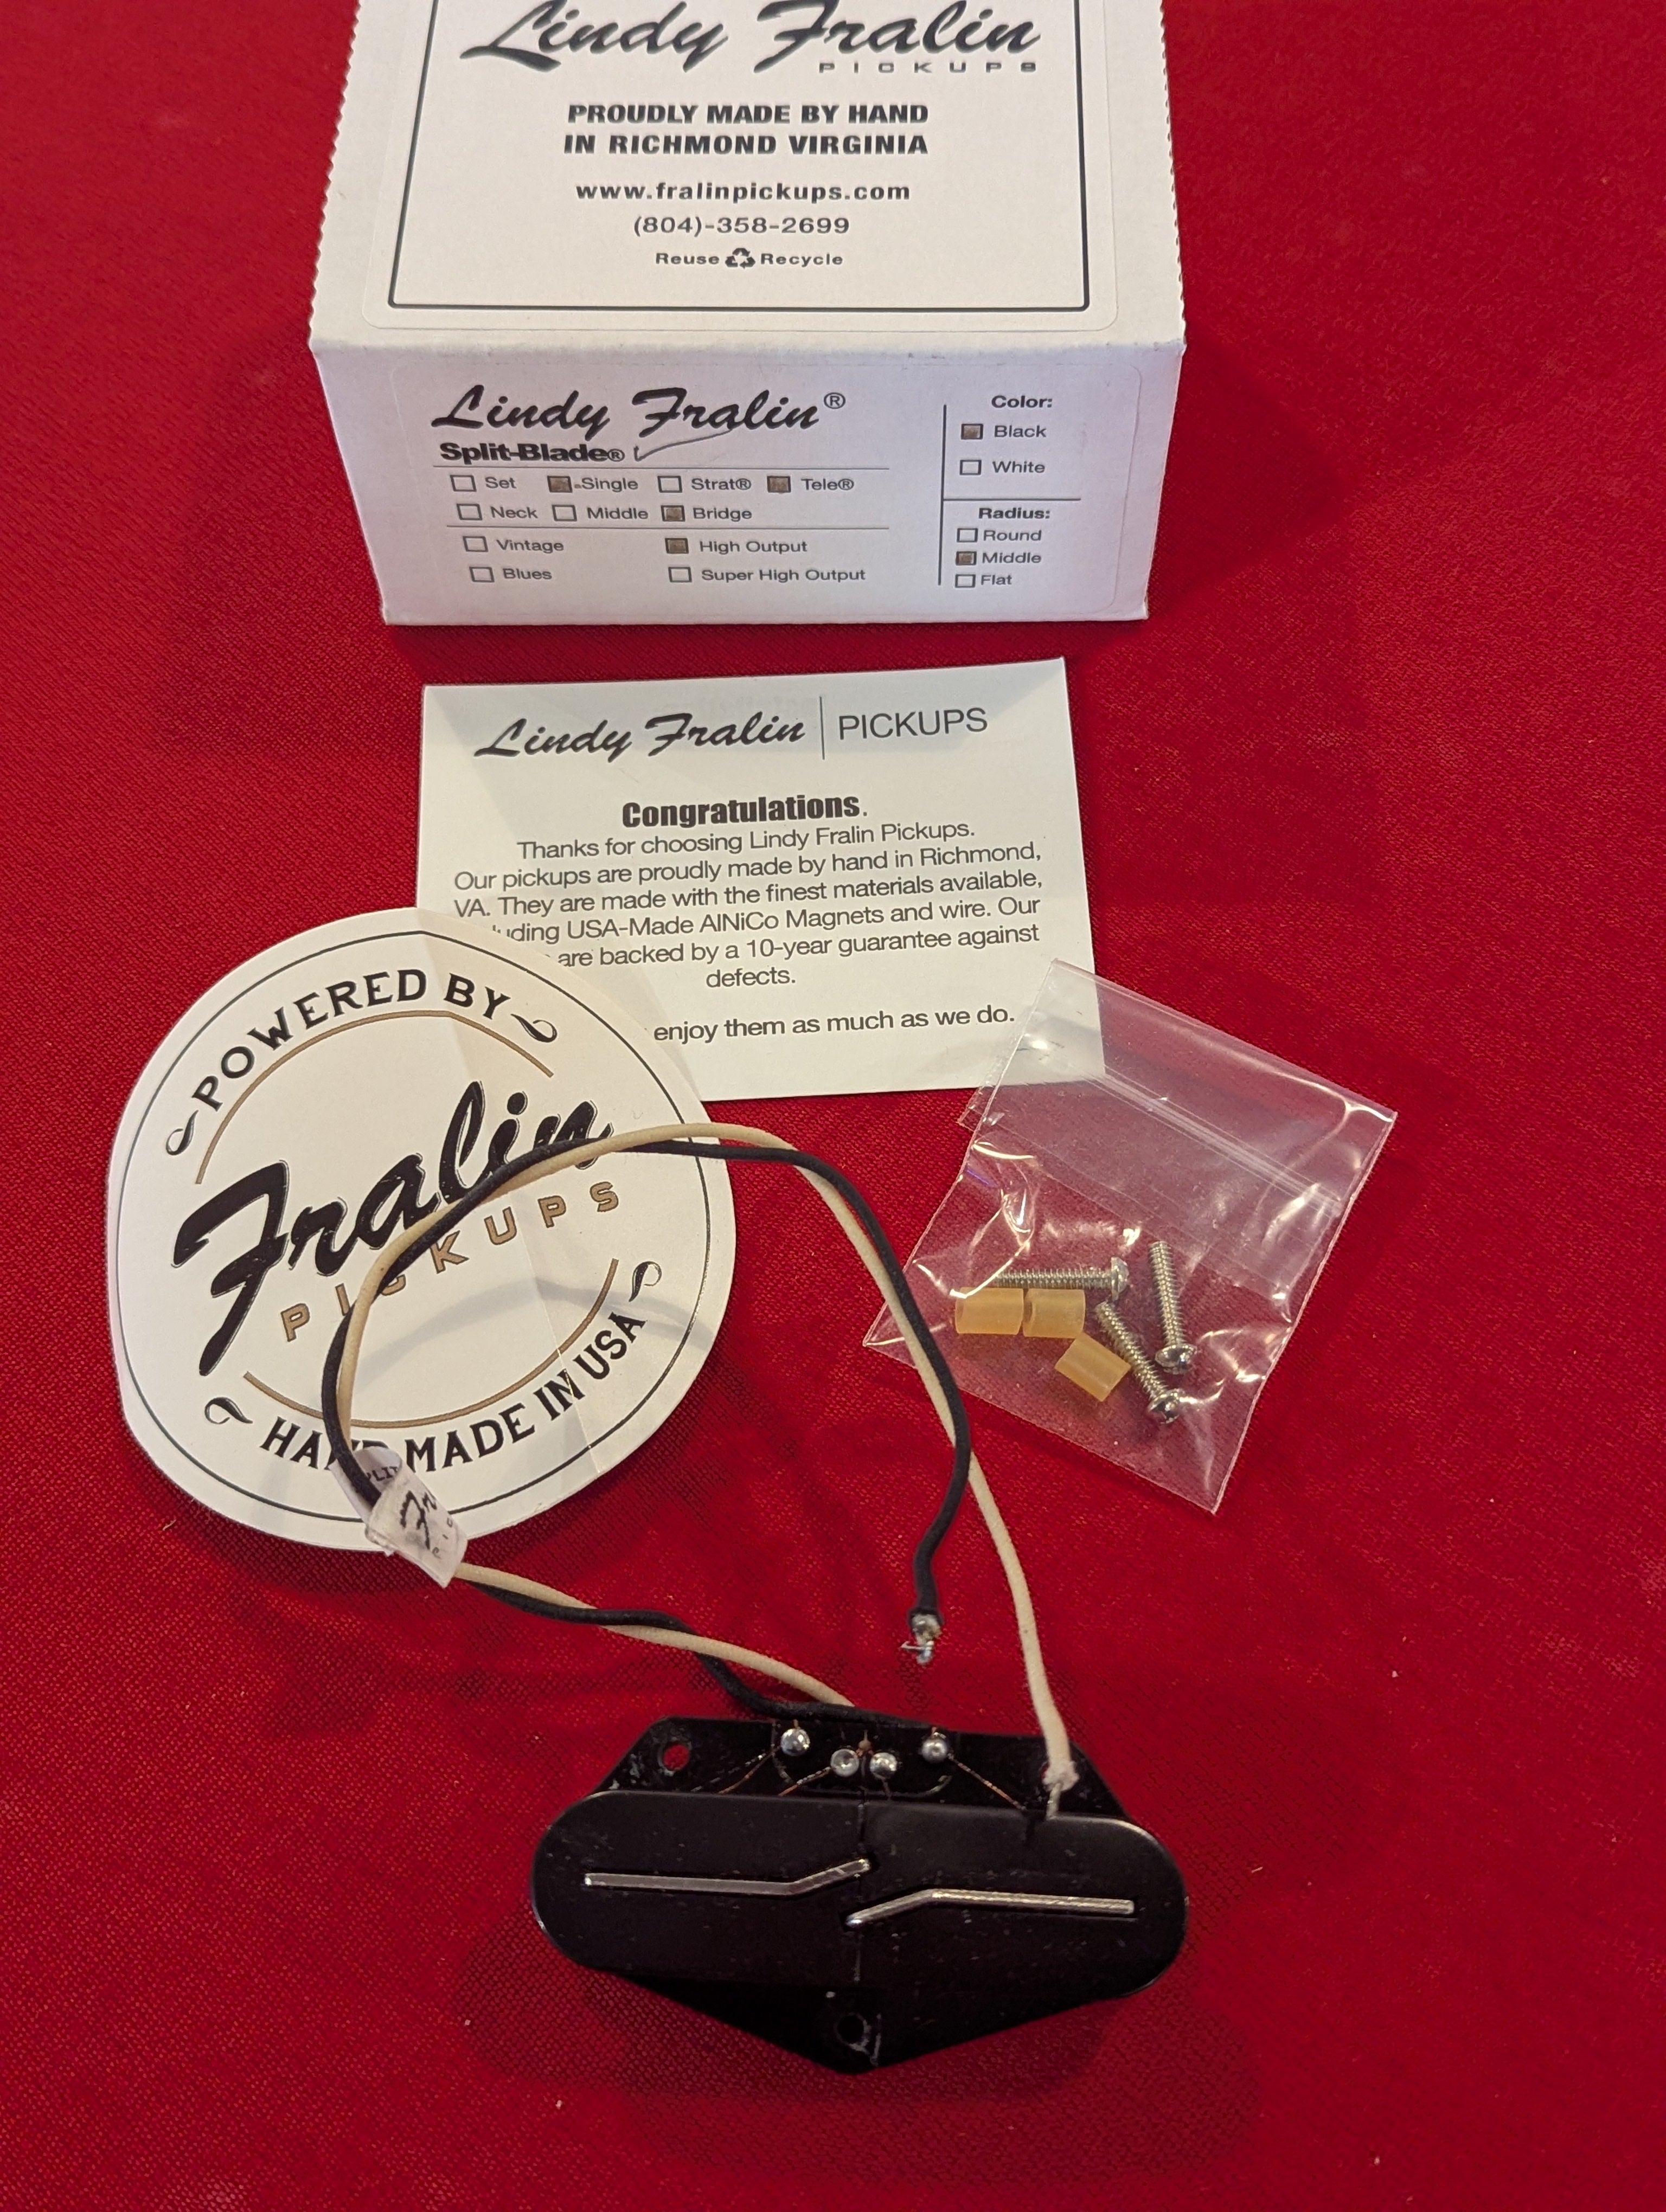 Lindy Fralin
PICKUPS
PROUDLY MADE BY HAND
IN RICHMOND VIRGINIA
www.fralinpickups.com
(804)-358-2699
Reuse Recycle
Lindy Fralin®
Split-Blade®
Set Single Strat® Tele®
Neck Middle Bridge
Vintage High Output
Blues Super High Output
Color:
Black
White
Radius:
Round
Middle
Flat
Lindy Fralin | PICKUPS
Congratulations.
Thanks for choosing Lindy Fralin Pickups.
Our pickups are proudly made by hand in Richmond,
VA. They are made with the finest materials available,
uding USA-Made AlNiCo Magnets and wire. Our
are backed by a 10-year guarantee against
defects.
enjoy them as much as we do.
POWERED BY
Fralin
PICKUPS
HAND MADE IN USA